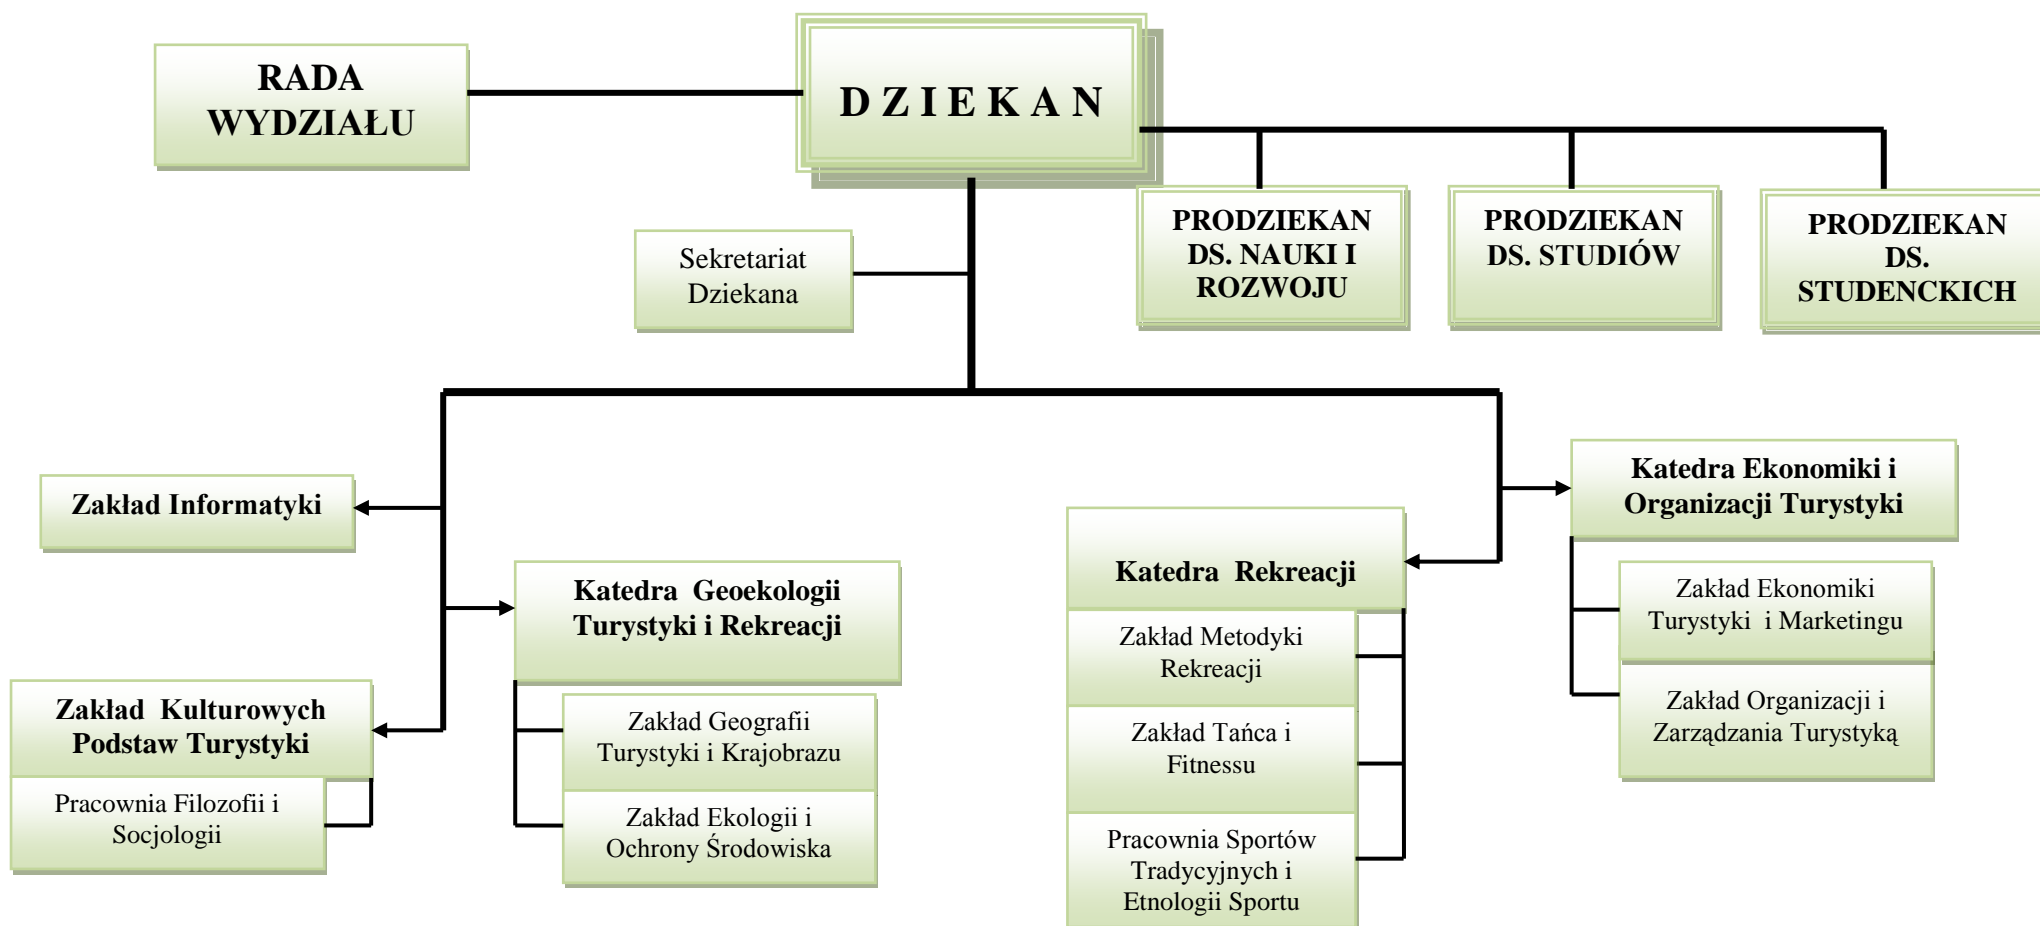 RADA
WYDZIAŁU
D Z I E K A N
PRODZIEKAN
DS. NAUKI I
ROZWOJU
PRODZIEKAN
DS. STUDIÓW
PRODZIEKAN
DS.
STUDENCKICH
Sekretariat
Dziekana
Zakład Informatyki
Katedra Geoekologii
Turystyki i Rekreacji
Zakład Kulturowych
Podstaw Turystyki
Pracownia Filozofii i
Socjologii
Zakład Geografii
Turystyki i Krajobrazu
Zakład Ekologii i
Ochrony Środowiska
Katedra Rekreacji
Zakład Metodyki
Rekreacji
Zakład Tańca i
Fitnessu
Pracownia Sportów
Tradycyjnych i
Etnologii Sportu
Katedra Ekonomiki i
Organizacji Turystyki
Zakład Ekonomiki
Turystyki i Marketingu
Zakład Organizacji i
Zarządzania Turystyką